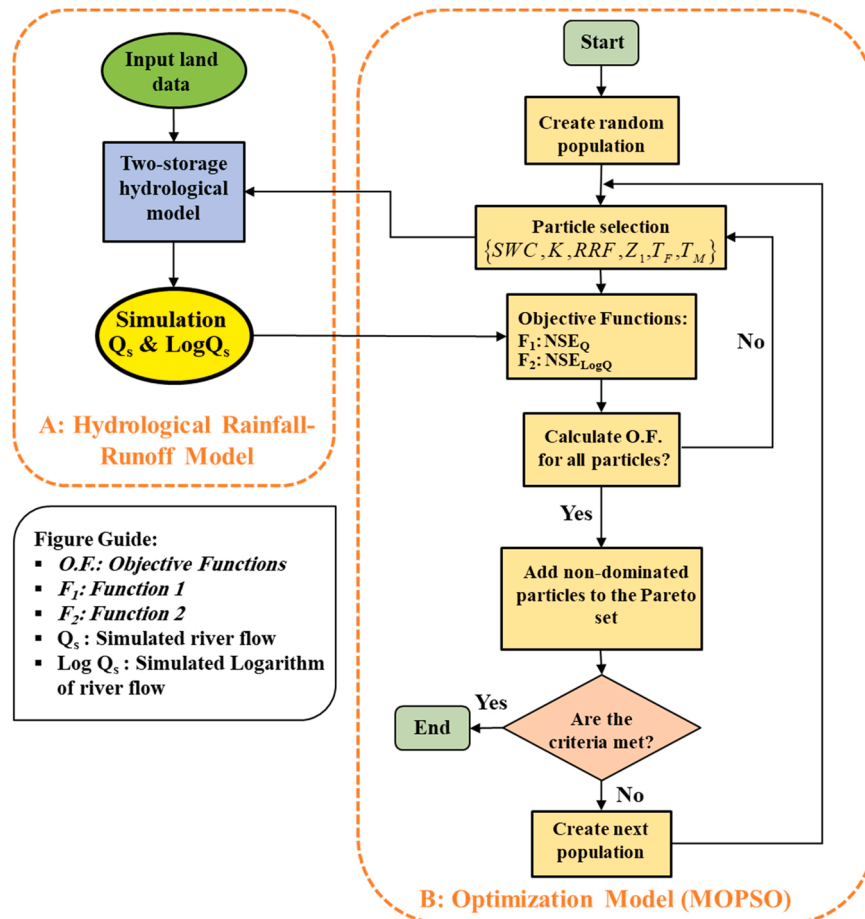 Input land
data
Two-storage
hydrological
model
Simulation
Qs & LogQs
A: Hydrological Rainfall-
Runoff Model
Figure Guide:
▪ O.F.: Objective Functions
▪ F1: Function 1
▪ F2: Function 2
▪ Qs : Simulated river flow
▪ Log Qs : Simulated Logarithm
of river flow
Start
Create random
population
Particle selection
{SWC, K, RRF, Z1, TF, TM}
Objective Functions:
F1: NSEQ
F2: NSELogQ
No
Calculate O.F.
for all particles?
Yes
Add non-dominated
particles to the Pareto
set
Yes
End
Are the
criteria met?
No
Create next
population
B: Optimization Model (MOPSO)